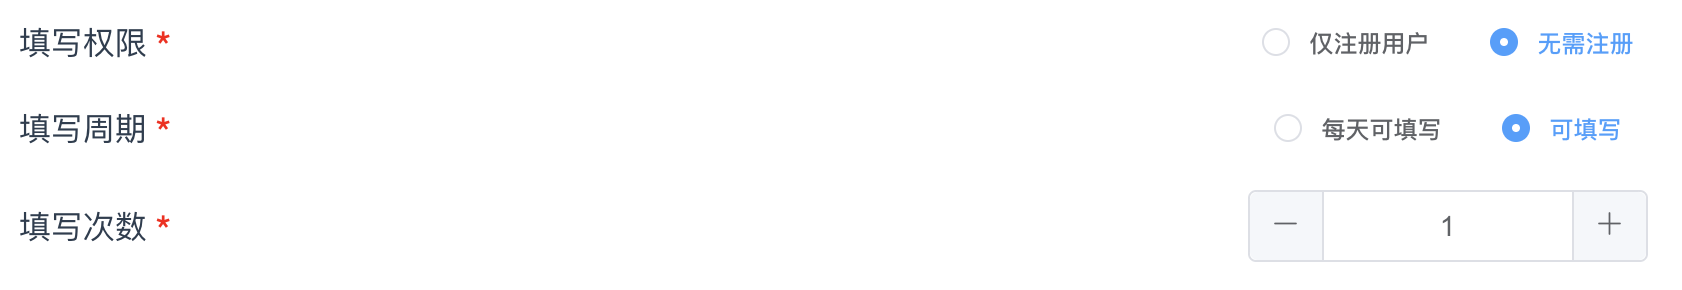 填写权限 * 仅注册用户 无需注册
填写周期 * 每天可填写 可填写
填写次数 * 1